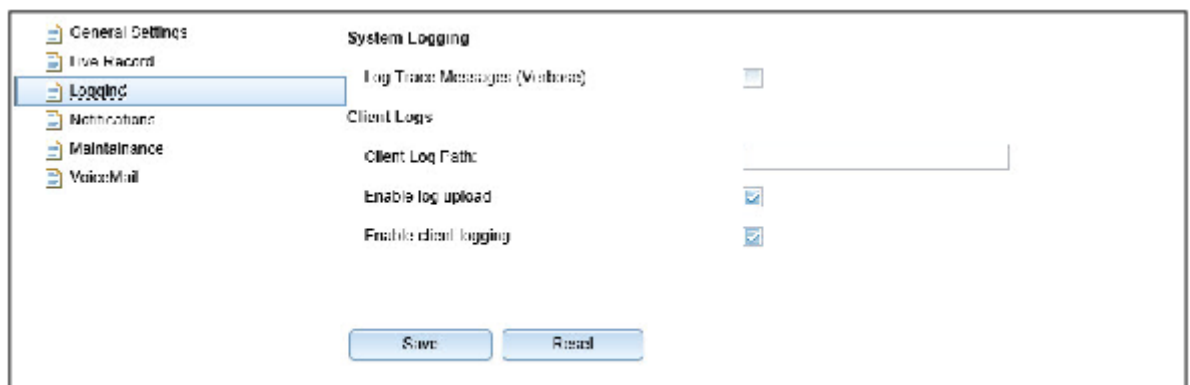 General Settings
Live Record
Logging
Notifications
Maintainance
VoiceMail
System Logging
Log Trace Messages (Verbose)
Client Logs
Client Log Path:
Enable log upload
Enable client logging
Save
Reset